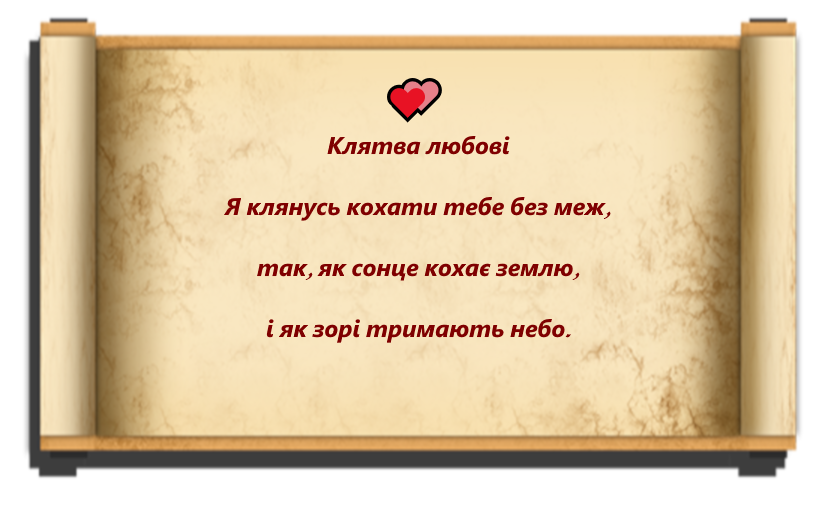 Клятва любові
Я клянусь кохати тебе без меж,
так, як сонце кохає землю,
і як зорі тримають небо.